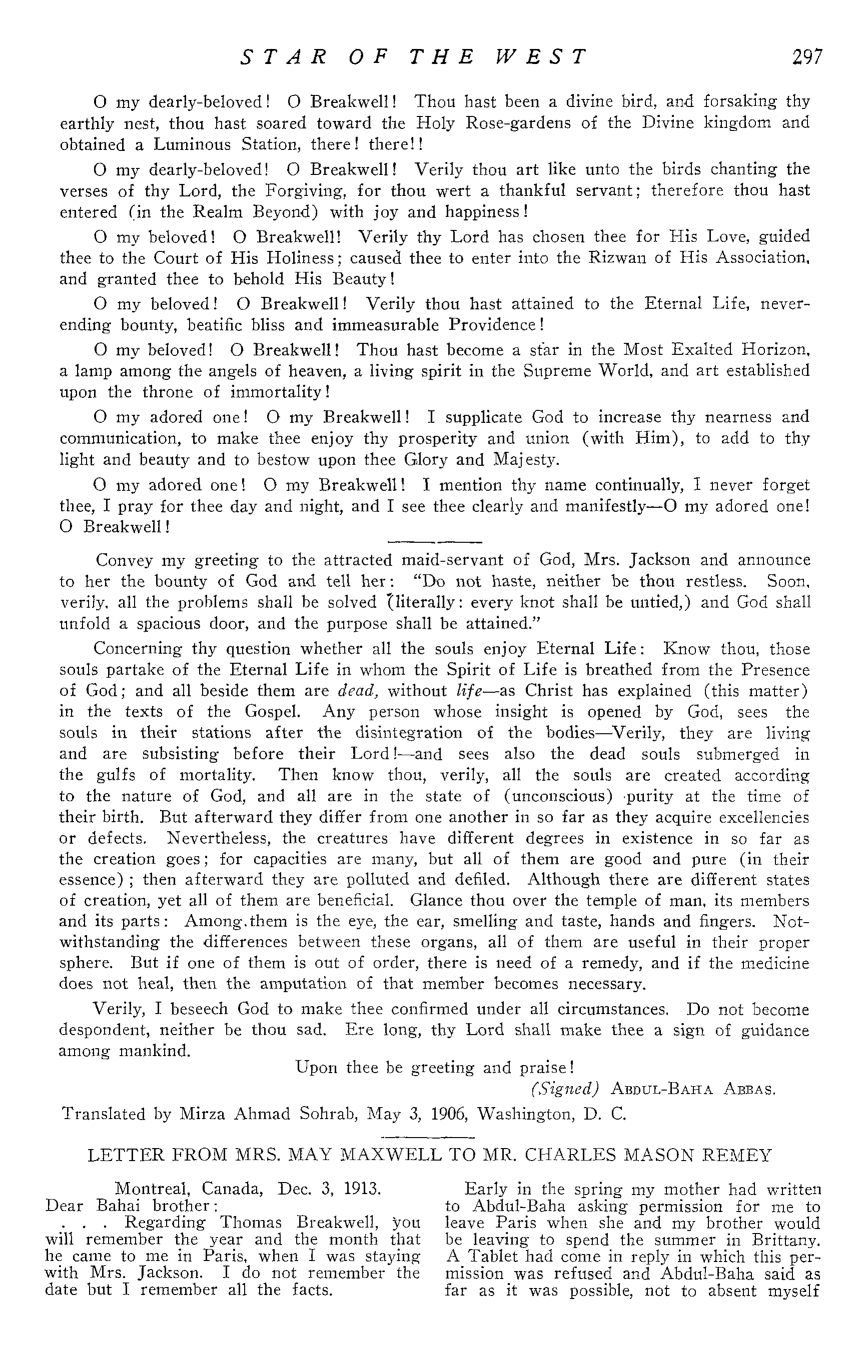 STAR OF THE WEST 297
O my dearly-beloved! O Breakwell! Thou hast been a divine bird, and forsaking thy
earthly nest, thou hast soared toward the Holy Rose-gardens of the Divine kingdom and
obtained a Luminous Station, there! there!!
O my dearly-beloved! O Breakwell! Verily thou art like unto the birds chanting the
verses of thy Lord, the Forgiving, for thou wert a thankful servant; therefore thou hast
entered (in the Realm Beyond) with joy and happiness!
O my beloved! O Breakwell! Verily thy Lord has chosen thee for His Love, guided
thee to the Court of His Holiness; caused thee to enter into the Rizwan of His Association,
and granted thee to behold His Beauty!
O my beloved! O Breakwell! Verily thou hast attained to the Eternal Life, never-
ending bounty, beatific bliss and immeasurable Providence!
O my beloved! O Breakwell! Thou hast become a star in the Most Exalted Horizon,
a lamp among the angels of heaven, a living spirit in the Supreme World, and art established
upon the throne of immortality!
O my adored one! O my Breakwell! I supplicate God to increase thy nearness and
communication, to make thee enjoy thy prosperity and union (with Him), to add to thy
light and beauty and to bestow upon thee Glory and Majesty.
O my adored one! O my Breakwell! I mention thy name continually, I never forget
thee, I pray for thee day and night, and I see thee clearly and manifestly—O my adored one!
O Breakwell!
Convey my greeting to the attracted maid-servant of God, Mrs. Jackson and announce
to her the bounty of God and tell her: "Do not haste, neither be thou restless. Soon,
verily, all the problems shall be solved (literally: every knot shall be untied,) and God shall
unfold a spacious door, and the purpose shall be attained."
Concerning thy question whether all the souls enjoy Eternal Life: Know thou, those
souls partake of the Eternal Life in whom the Spirit of Life is breathed from the Presence
of God; and all beside them are dead, without life—as Christ has explained (this matter)
in the texts of the Gospel. Any person whose insight is opened by God, sees the
souls in their stations after the disintegration of the bodies—Verily, they are living
and are subsisting before their Lord!—and sees also the dead souls submerged in
the gulfs of mortality. Then know thou, verily, all the souls are created according
to the nature of God, and all are in the state of (unconscious) purity at the time of
their birth. But afterward they differ from one another in so far as they acquire excellencies
or defects. Nevertheless, the creatures have different degrees in existence in so far as
the creation goes; for capacities are many, but all of them are good and pure (in their
essence); then afterward they are polluted and defiled. Although there are different states
of creation, yet all of them are beneficial. Glance thou over the temple of man, its members
and its parts: Among them is the eye, the ear, smelling and taste, hands and fingers. Not-
withstanding the differences between these organs, all of them are useful in their proper
sphere. But if one of them is out of order, there is need of a remedy, and if the medicine
does not heal, then the amputation of that member becomes necessary.
Verily, I beseech God to make thee confirmed under all circumstances. Do not become
despondent, neither be thou sad. Ere long, thy Lord shall make thee a sign of guidance
among mankind.
Upon thee be greeting and praise!
(Signed) ABDUL-BAHA ABBAS.
Translated by Mirza Ahmad Sohrab, May 3, 1906, Washington, D. C.
LETTER FROM MRS. MAY MAXWELL TO MR. CHARLES MASON REMEY
Montreal, Canada, Dec. 3, 1913.
Dear Bahai brother:
. . . Regarding Thomas Breakwell, you
will remember the year and the month that
he came to me in Paris, when I was staying
with Mrs. Jackson. I do not remember the
date but I remember all the facts.
Early in the spring my mother had written
to Abdul-Baha asking permission for me to
leave Paris when she and my brother would
be leaving to spend the summer in Brittany.
A Tablet had come in reply in which this per-
mission was refused and Abdul-Baha said as
far as it was possible, not to absent myself